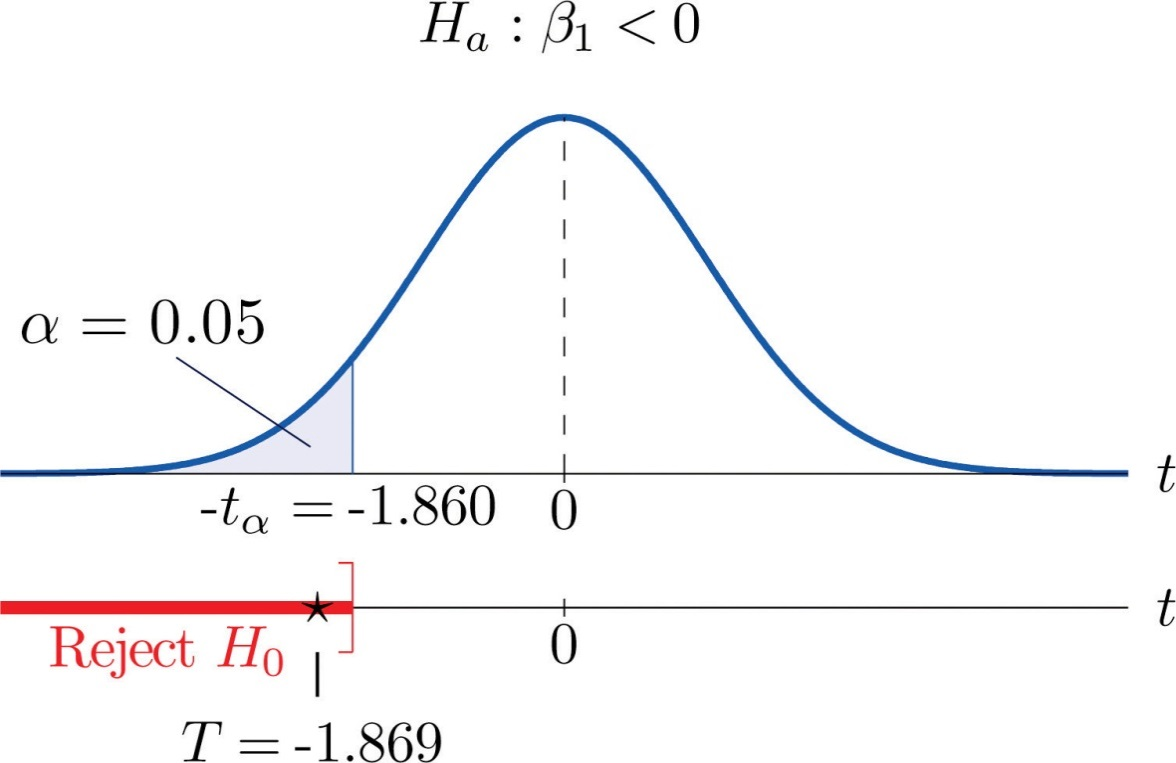 Hₐ : β₁ < 0
α = 0.05
-t_α = -1.860
0
t
t
0
Reject H₀
T = -1.869